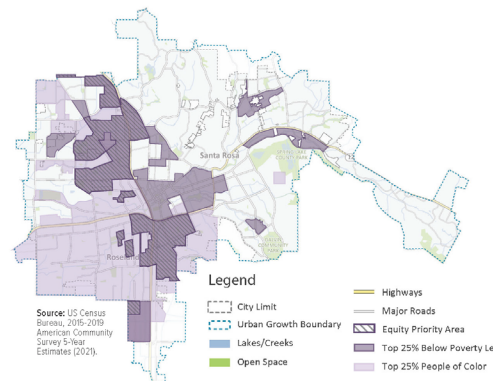 Santa Rosa
Roseland
Source: US Census
Bureau, 2015-2019
American Community
Survey 5-Year
Estimates (2021).
Legend
City Limit
Urban Growth Boundary
Lakes/Creeks
Open Space
Highways
Major Roads
Equity Priority Area
Top 25% Below Poverty Le
Top 25% People of Color